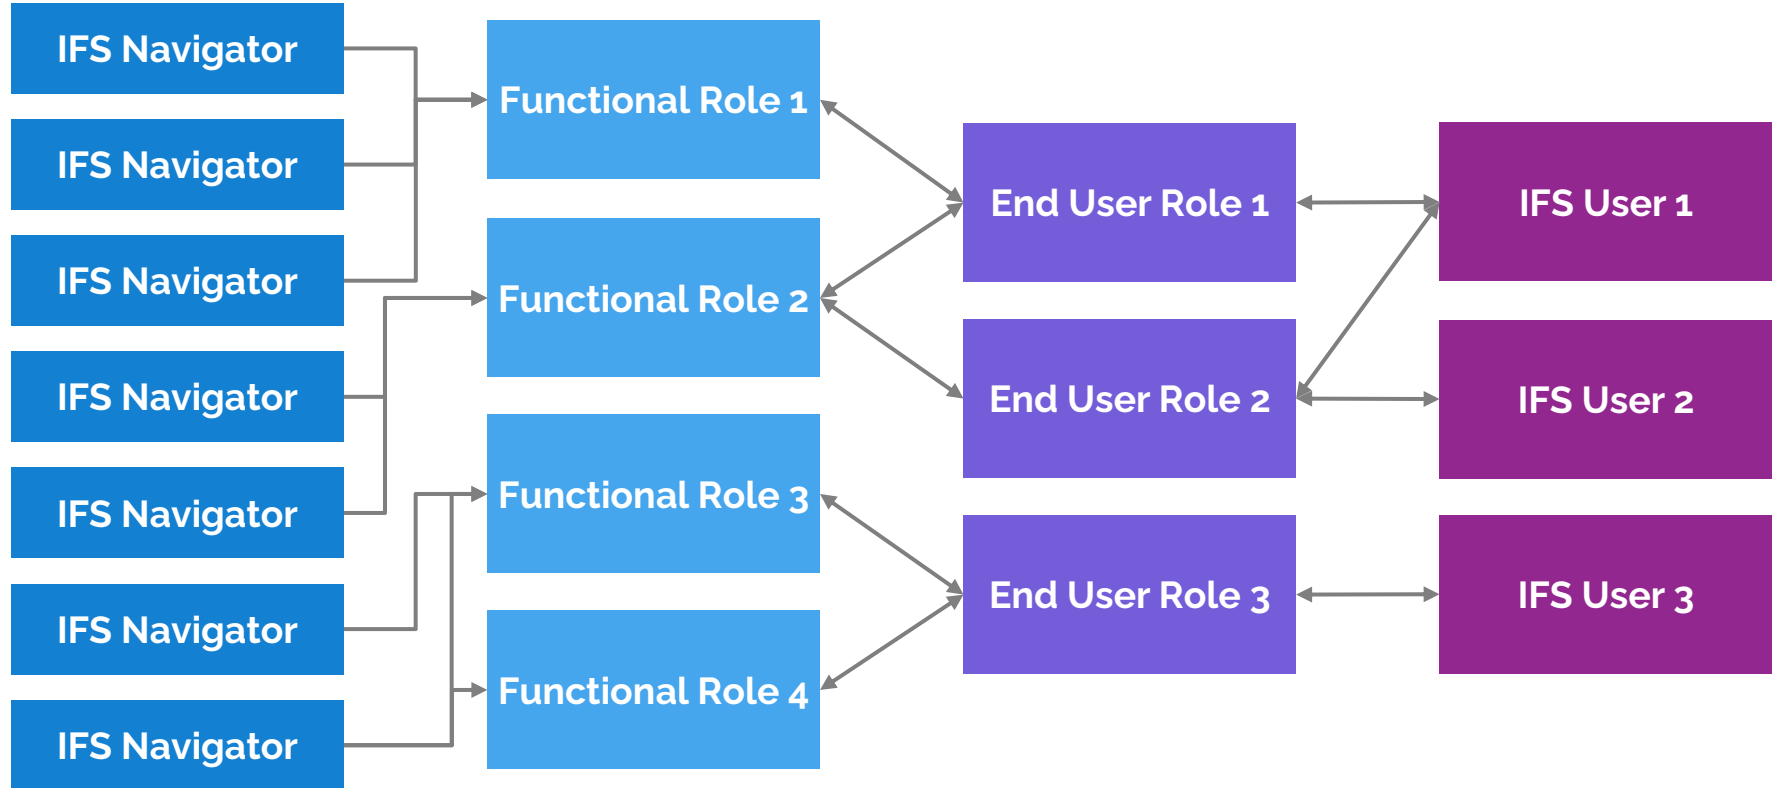 IFS Navigator
IFS Navigator
IFS Navigator
IFS Navigator
IFS Navigator
IFS Navigator
IFS Navigator
Functional Role 1
Functional Role 2
Functional Role 3
Functional Role 4
End User Role 1
End User Role 2
End User Role 3
IFS User 1
IFS User 2
IFS User 3